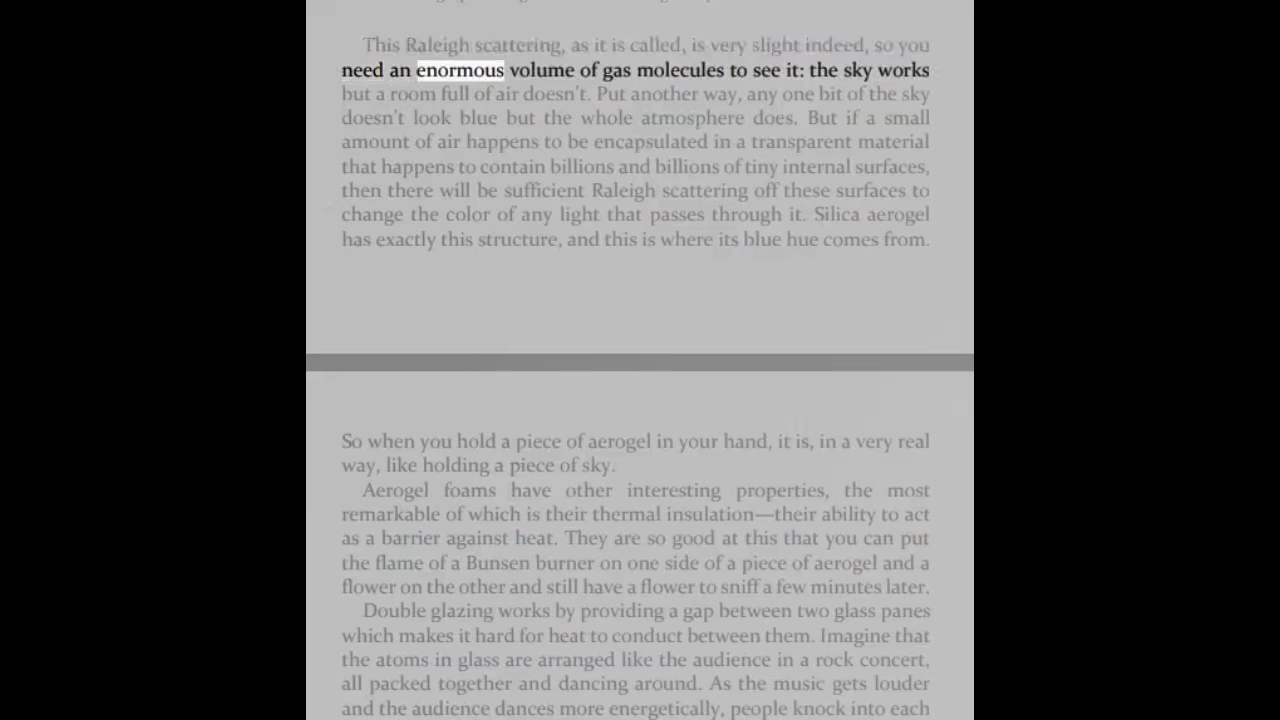 This Raleigh scattering, as it is called, is very slight indeed, so you
need an enormous volume of gas molecules to see it: the sky works
but a room full of air doesn't. Put another way, any one bit of the sky
doesn't look blue but the whole atmosphere does. But if a small
amount of air happens to be encapsulated in a transparent material
that happens to contain billions and billions of tiny internal surfaces,
then there will be sufficient Raleigh scattering off these surfaces to
change the color of any light that passes through it. Silica aerogel
has exactly this structure, and this is where its blue hue comes from.
So when you hold a piece of aerogel in your hand, it is, in a very real
way, like holding a piece of sky.
Aerogel foams have other interesting properties, the most
remarkable of which is their thermal insulation—their ability to act
as a barrier against heat. They are so good at this that you can put
the flame of a Bunsen burner on one side of a piece of aerogel and a
flower on the other and still have a flower to sniff a few minutes later.
Double glazing works by providing a gap between two glass panes
which makes it hard for heat to conduct between them. Imagine that
the atoms in glass are arranged like the audience in a rock concert,
all packed together and dancing around. As the music gets louder
and the audience dances more energetically, people knock into each